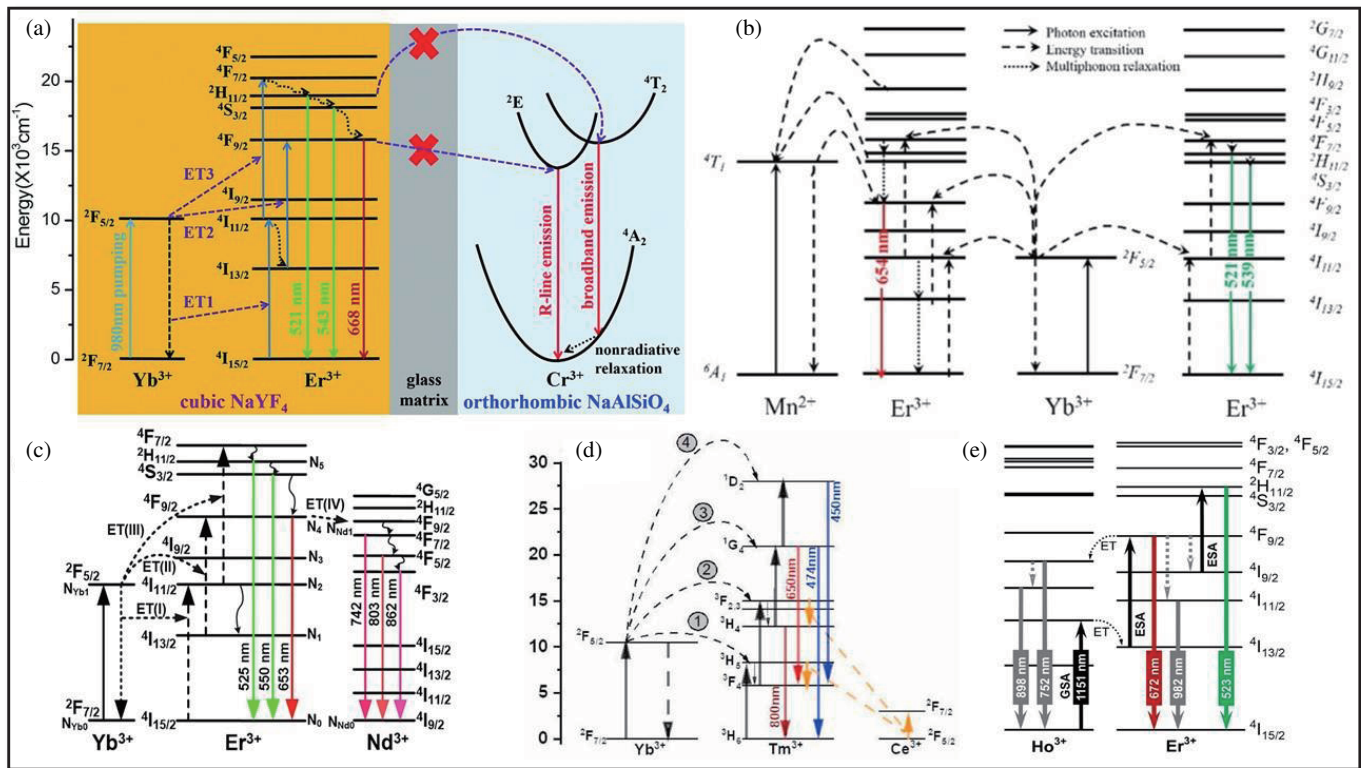 (a)
Energy(X10³cm⁻¹)
20
15
10
5
0
⁴F₅/₂
⁴F₇/₂
²H₁₁/₂
⁴S₃/₂
⁴F₉/₂
⁴I₉/₂
⁴I₁₁/₂
⁴I₁₃/₂
⁴I₁₅/₂
²F₅/₂
²F₇/₂
ET3
ET2
ET1
980nm pumping
521 nm
543 nm
668 nm
Yb³⁺
Er³⁺
cubic NaYF₄
glass
matrix
²E
⁴T₂
⁴A₂
R-line emission
broadband emission
nonradiative
relaxation
Cr³⁺
orthorhombic NaAlSiO₄
(b)
Photon excitation
Energy transition
Multiphonon relaxation
⁴T₁
⁶A₁
654 nm
²F₅/₂
²F₇/₂
521 nm
539 nm
²G₇/₂
⁴G₁₁/₂
²H₉/₂
⁴F₃/₂
⁴F₅/₂
⁴F₇/₂
²H₁₁/₂
⁴S₃/₂
⁴F₉/₂
⁴I₉/₂
⁴I₁₁/₂
⁴I₁₃/₂
⁴I₁₅/₂
Mn²⁺
Er³⁺
Yb³⁺
Er³⁺
(c)
⁴F₇/₂
²H₁₁/₂
⁴S₃/₂
⁴F₉/₂
⁴I₉/₂
⁴I₁₁/₂
⁴I₁₃/₂
⁴I₁₅/₂
ET(III)
ET(II)
ET(I)
ET(IV)
²F₅/₂
N_Yb1
²F₇/₂
N_Yb0
N₅
N₄
N₃
N₂
N₁
N₀
525 nm
550 nm
653 nm
N_Nd1
N_Nd0
742 nm
803 nm
862 nm
⁴G₅/₂
²H₁₁/₂
⁴F₉/₂
⁴F₇/₂
⁴F₅/₂
⁴F₃/₂
⁴I₁₅/₂
⁴I₁₃/₂
⁴I₁₁/₂
⁴I₉/₂
Yb³⁺
Er³⁺
Nd³⁺
(d)
30
25
20
15
10
5
0
4
3
2
1
²F₅/₂
²F₇/₂
¹D₂
¹G₄
³F₂,₃
³H₄
³H₅
³F₄
³H₆
450nm
650nm
474nm
800nm
²F₇/₂
²F₅/₂
Yb³⁺
Tm³⁺
Ce³⁺
(e)
⁴F₃/₂, ⁴F₅/₂
⁴F₇/₂
²H₁₁/₂
⁴S₃/₂
⁴F₉/₂
⁴I₉/₂
⁴I₁₁/₂
⁴I₁₃/₂
⁴I₁₅/₂
ET
ET
ESA
ESA
GSA
898 nm
752 nm
1151 nm
672 nm
982 nm
523 nm
Ho³⁺
Er³⁺